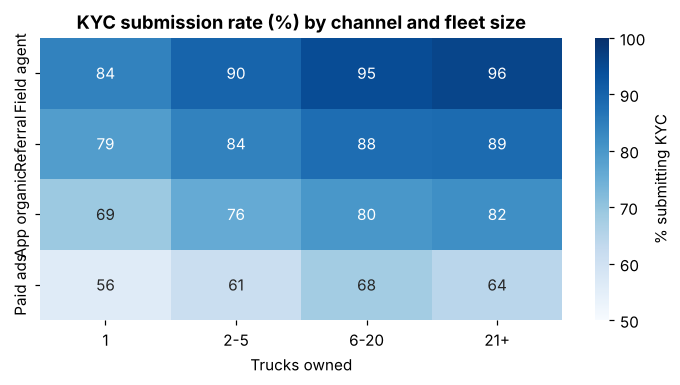 KYC submission rate (%) by channel and fleet size
Field agent
84 90 95 96
Referral
79 84 88 89
App organic
69 76 80 82
Paid ads
56 61 68 64
1 2-5 6-20 21+
Trucks owned
100
90
80
70
60
50
% submitting KYC